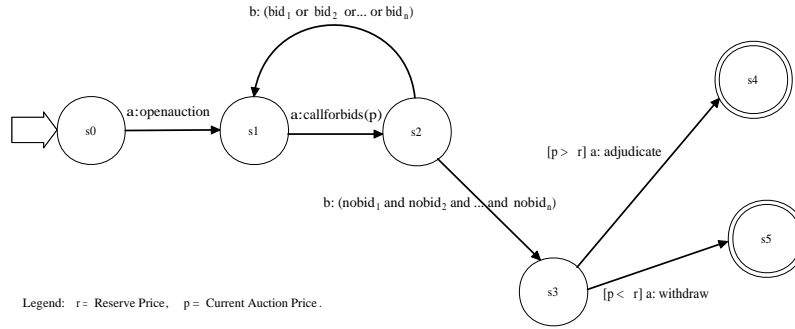 b: (bid1 or bid2 or... or bidn)
s4
a:openauction
a:callforbids(p)
s0
s1
s2
[p > r] a: adjudicate
b: (nobid1 and nobid2 and ...and nobidn)
s5
s3
[p < r] a: withdraw
Legend: r = Reserve Price, p = Current Auction Price.